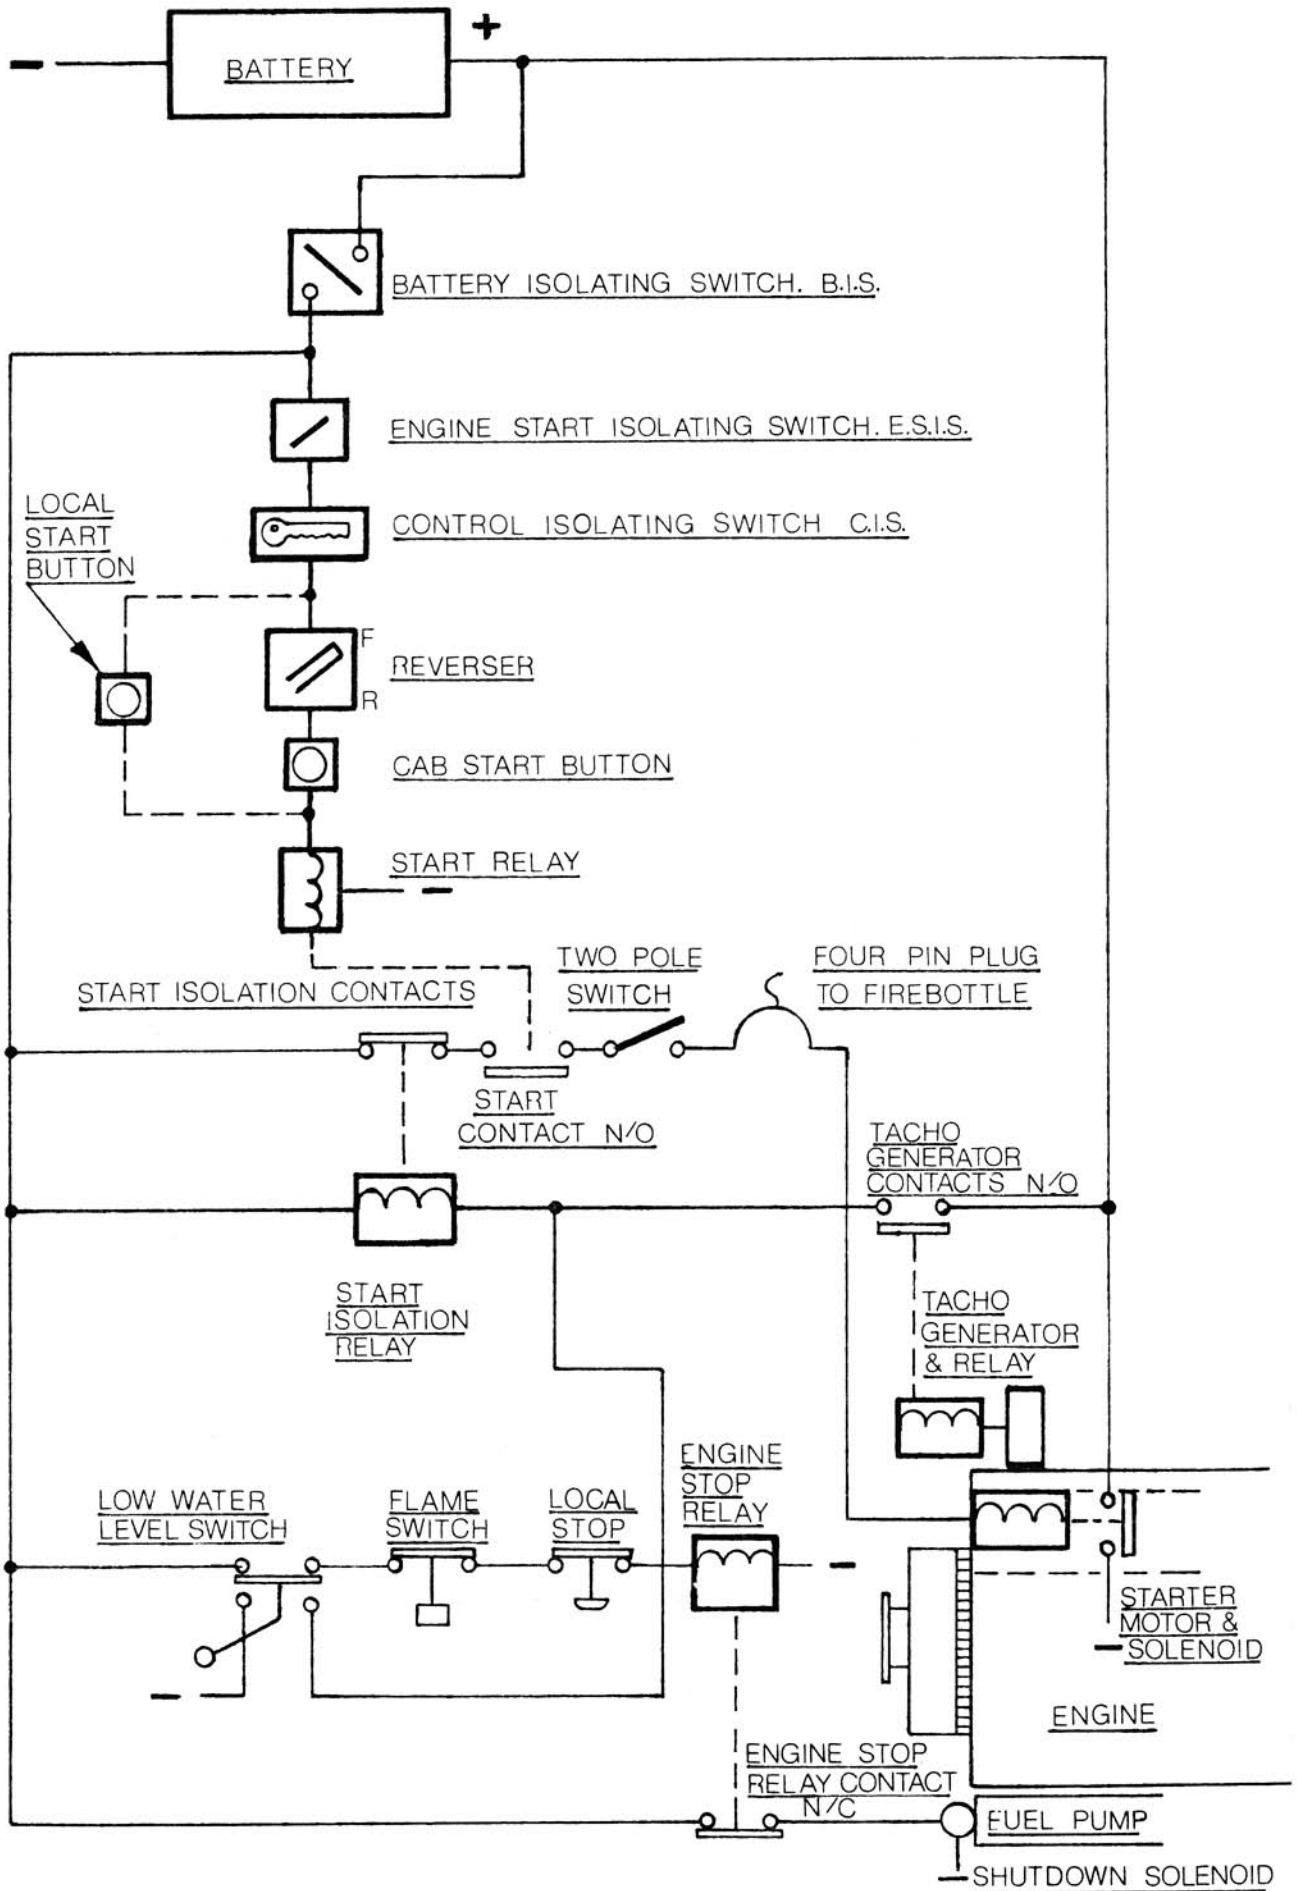 +
-
BATTERY
BATTERY ISOLATING SWITCH. B.I.S.
ENGINE START ISOLATING SWITCH. E.S.I.S.
LOCAL
START
BUTTON
CONTROL ISOLATING SWITCH C.I.S.
F
REVERSER
R
CAB START BUTTON
START RELAY
-
TWO POLE
SWITCH
FOUR PIN PLUG
TO FIREBOTTLE
START ISOLATION CONTACTS
START
CONTACT N/O
TACHO
GENERATOR
CONTACTS N/O
START
ISOLATION
RELAY
TACHO
GENERATOR
& RELAY
ENGINE
STOP
RELAY
LOW WATER
LEVEL SWITCH
FLAME
SWITCH
LOCAL
STOP
-
STARTER
MOTOR &
- SOLENOID
-
ENGINE
ENGINE STOP
RELAY CONTACT
N/C
FUEL PUMP
- SHUTDOWN SOLENOID